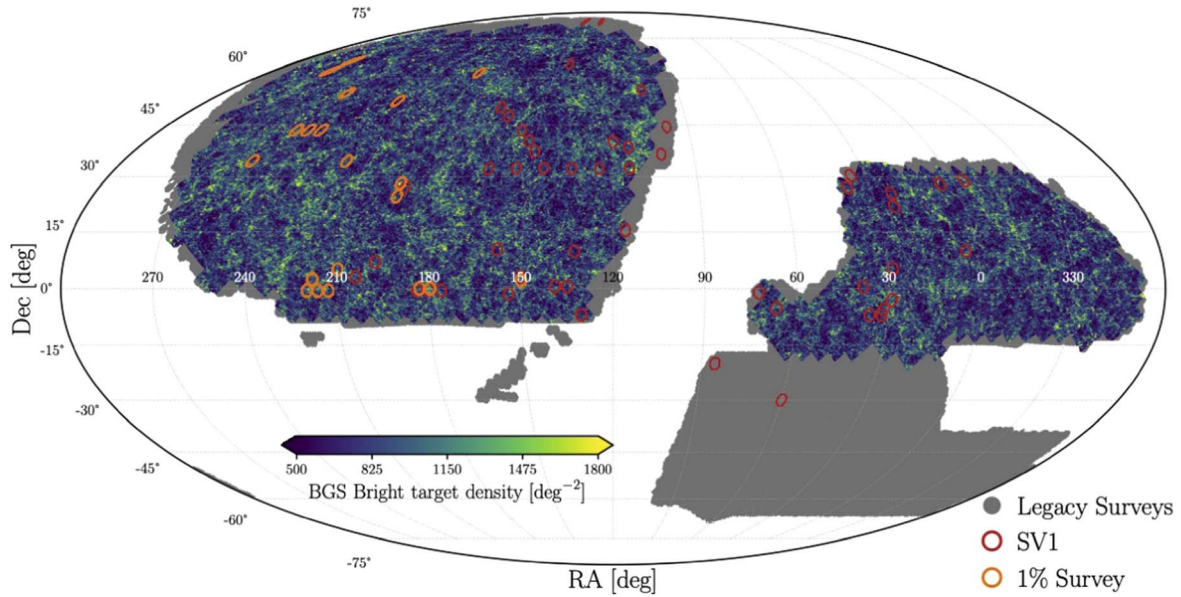 75°
60°
45°
30°
15°
0°
-15°
-30°
-45°
-60°
-75°
Dec [deg]
270 240 210 180 150 120 90 60 30 0 330
500 825 1150 1475 1800
BGS Bright target density [deg⁻²]
Legacy Surveys
SV1
1% Survey
RA [deg]